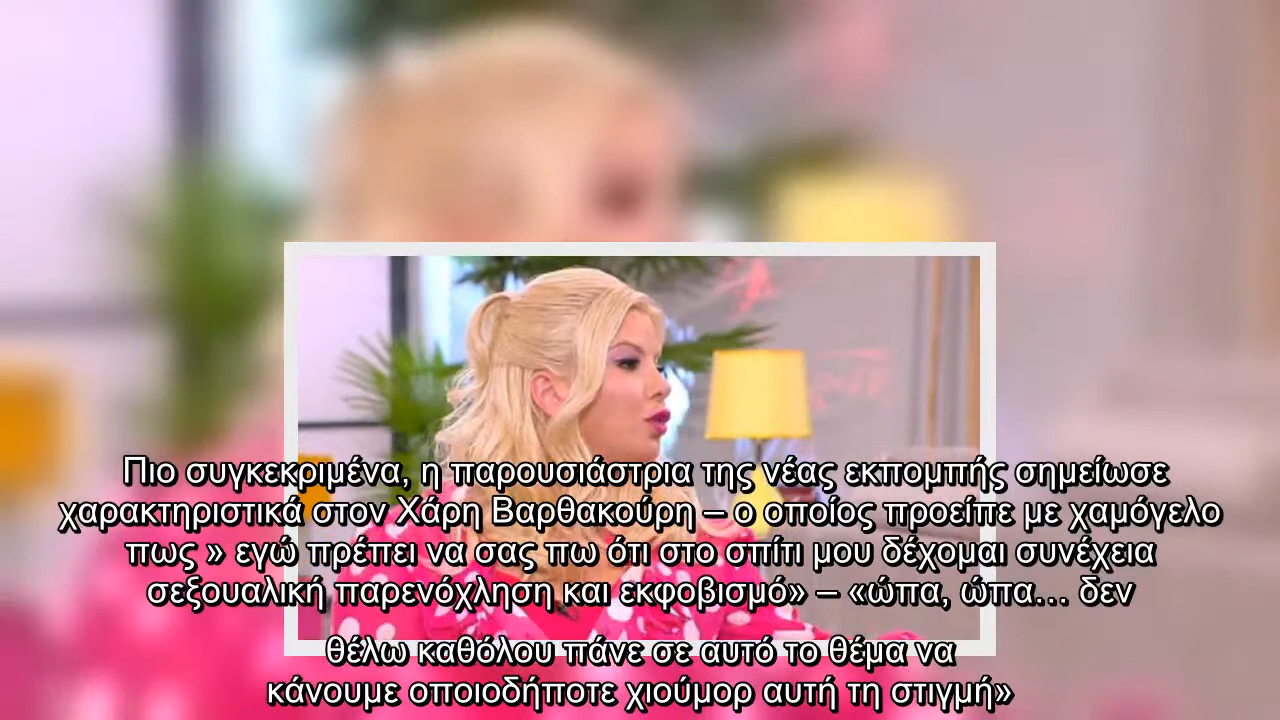 Πιο συγκεκριμένα, η παρουσιάστρια της νέας εκπομπής σημείωσε
χαρακτηριστικά στον Χάρη Βαρθακούρη – ο οποίος προείπε με χαμόγελο
πως » εγώ πρέπει να σας πω ότι στο σπίτι μου δέχομαι συνέχεια
σεξουαλική παρενόχληση και εκφοβισμό» – «ώπα, ώπα… δεν
θέλω καθόλου πάνε σε αυτό το θέμα να
κάνουμε οποιοδήποτε χιούμορ αυτή τη στιγμή»